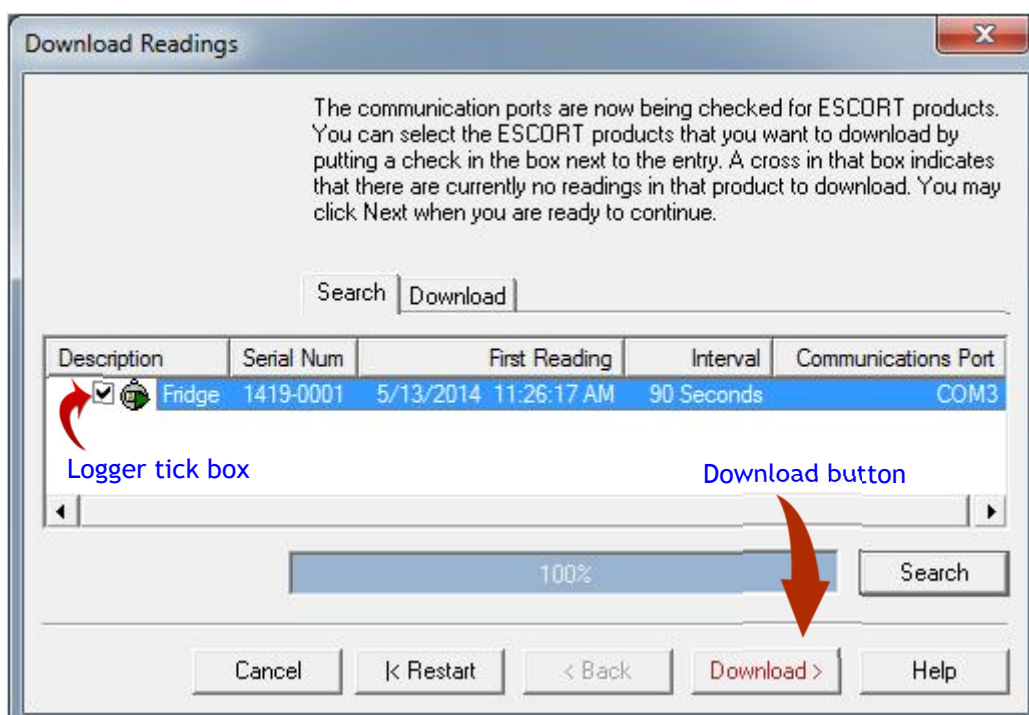 Download Readings
The communication ports are now being checked for ESCORT products.
You can select the ESCORT products that you want to download by
putting a check in the box next to the entry. A cross in that box indicates
that there are currently no readings in that product to download. You may
click Next when you are ready to continue.
Search Download
Description Serial Num First Reading Interval Communications Port
Fridge 1419-0001 5/13/2014 11:26:17 AM 90 Seconds COM3
Logger tick box
Download button
100% Search
Cancel |< Restart < Back Download > Help